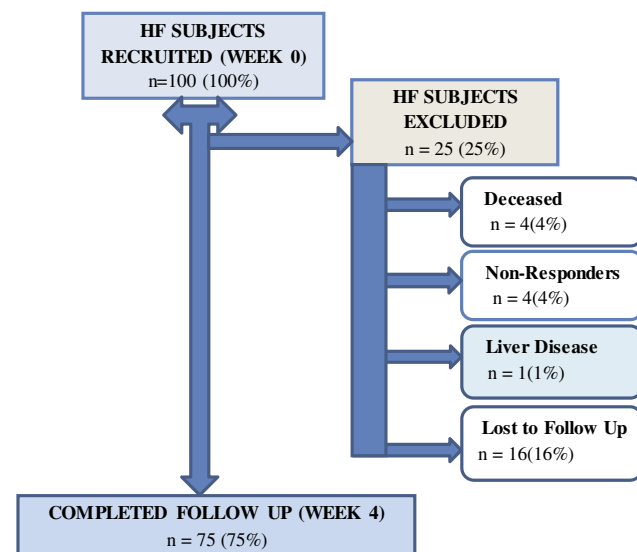 HF SUBJECTS
RECRUITED (WEEK 0)
n=100 (100%)
HF SUBJECTS
EXCLUDED
n = 25 (25%)
Deceased
n = 4(4%)
Non-Responders
n = 4(4%)
Liver Disease
n = 1(1%)
Lost to Follow Up
n = 16(16%)
COMPLETED FOLLOW UP (WEEK 4)
n = 75 (75%)